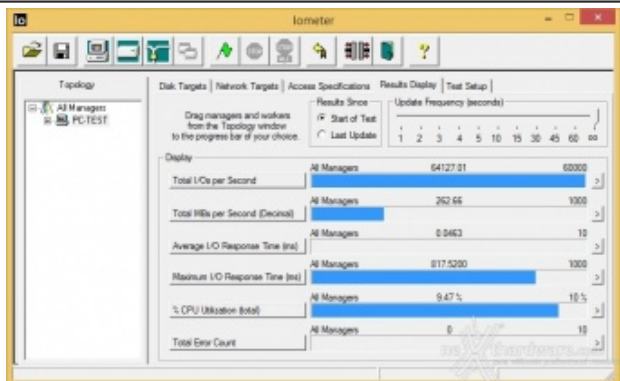 Iometer
Topology
All Managers
PC-TEST
Disk Targets
Network Targets
Access Specifications
Results Display
Test Setup
Drag managers and workers
from the Topology window
to the progress bar of your choice.
Results Since
Start of Test
Last Update
Update Frequency (seconds)
1 2 3 4 5 10 15 30 45 60 ∞
Display
All Managers 64127.01 60000
Total I/Os per Second
All Managers 262.66 1000
Total MBs per Second (Decimal)
All Managers 0.0463 10
Average I/O Response Time (ms)
All Managers 817.5200 1000
Maximum I/O Response Time (ms)
All Managers 9.47 % 10 %
% CPU Utilization (total)
All Managers 0 10
Total Error Count